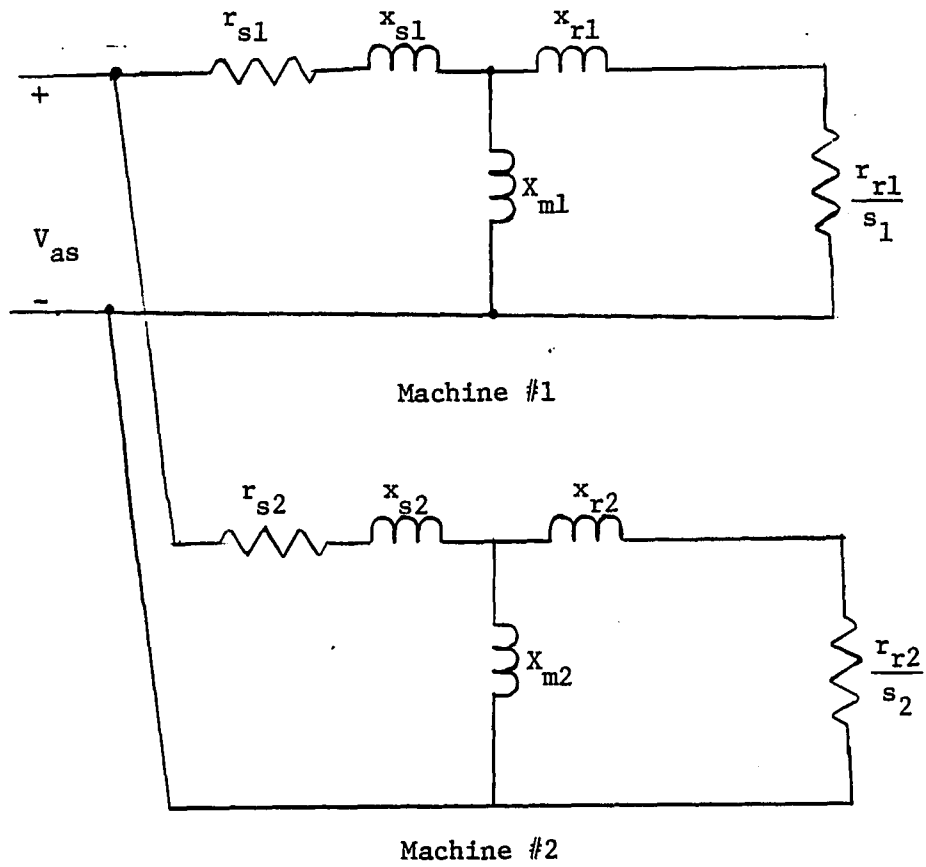 r_s1 x_s1 x_r1
+
X_m1
r_r1
s_1
V_as
-
Machine #1
r_s2 x_s2 x_r2
X_m2
r_r2
s_2
Machine #2